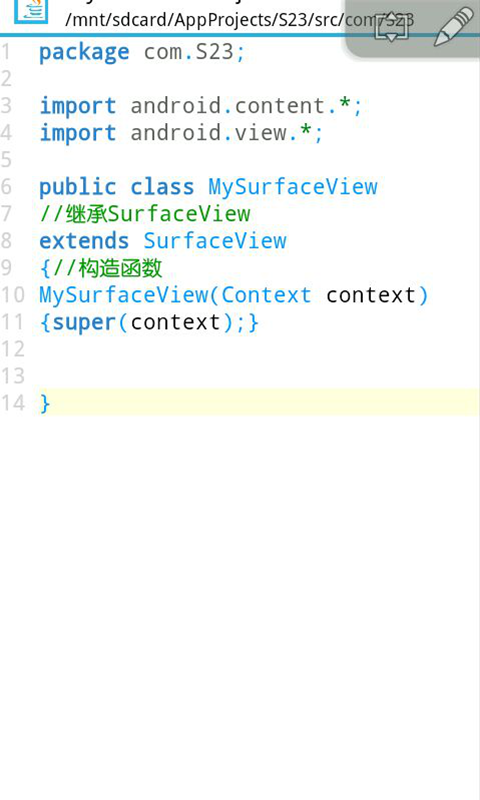 /mnt/sdcard/AppProjects/S23/src/com/S23
1 package com.S23;
2
3 import android.content.*;
4 import android.view.*;
5
6 public class MySurfaceView
7 //继承SurfaceView
8 extends SurfaceView
9 {//构造函数
10 MySurfaceView(Context context)
11 {super(context);}
12
13
14 }